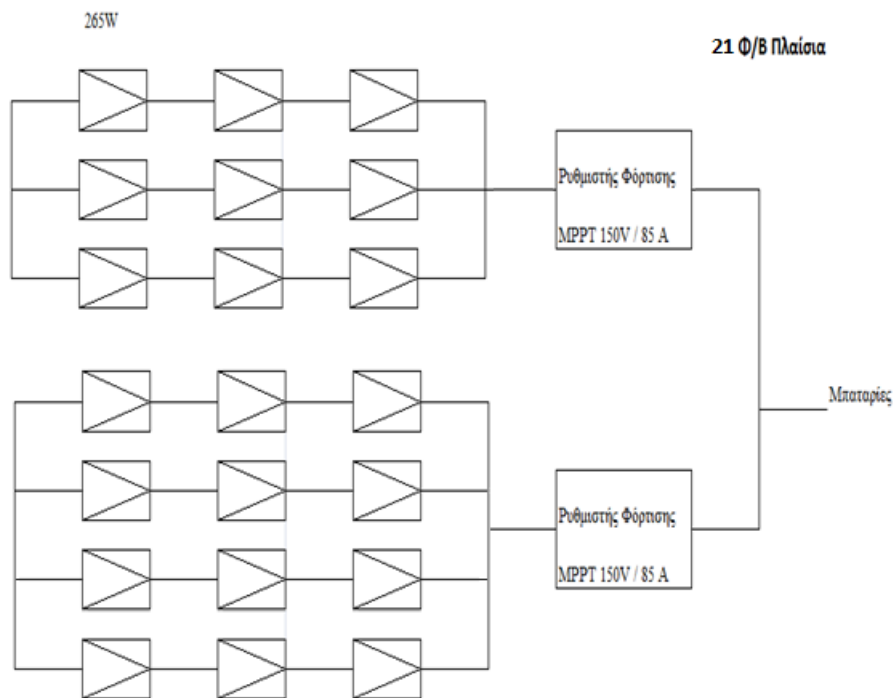 265W
21 Φ/Β Πλαίσια
Ρυθμιστής Φόρτισης
MPPT 150V / 85 A
Μπαταρίες
Ρυθμιστής Φόρτισης
MPPT 150V / 85 A